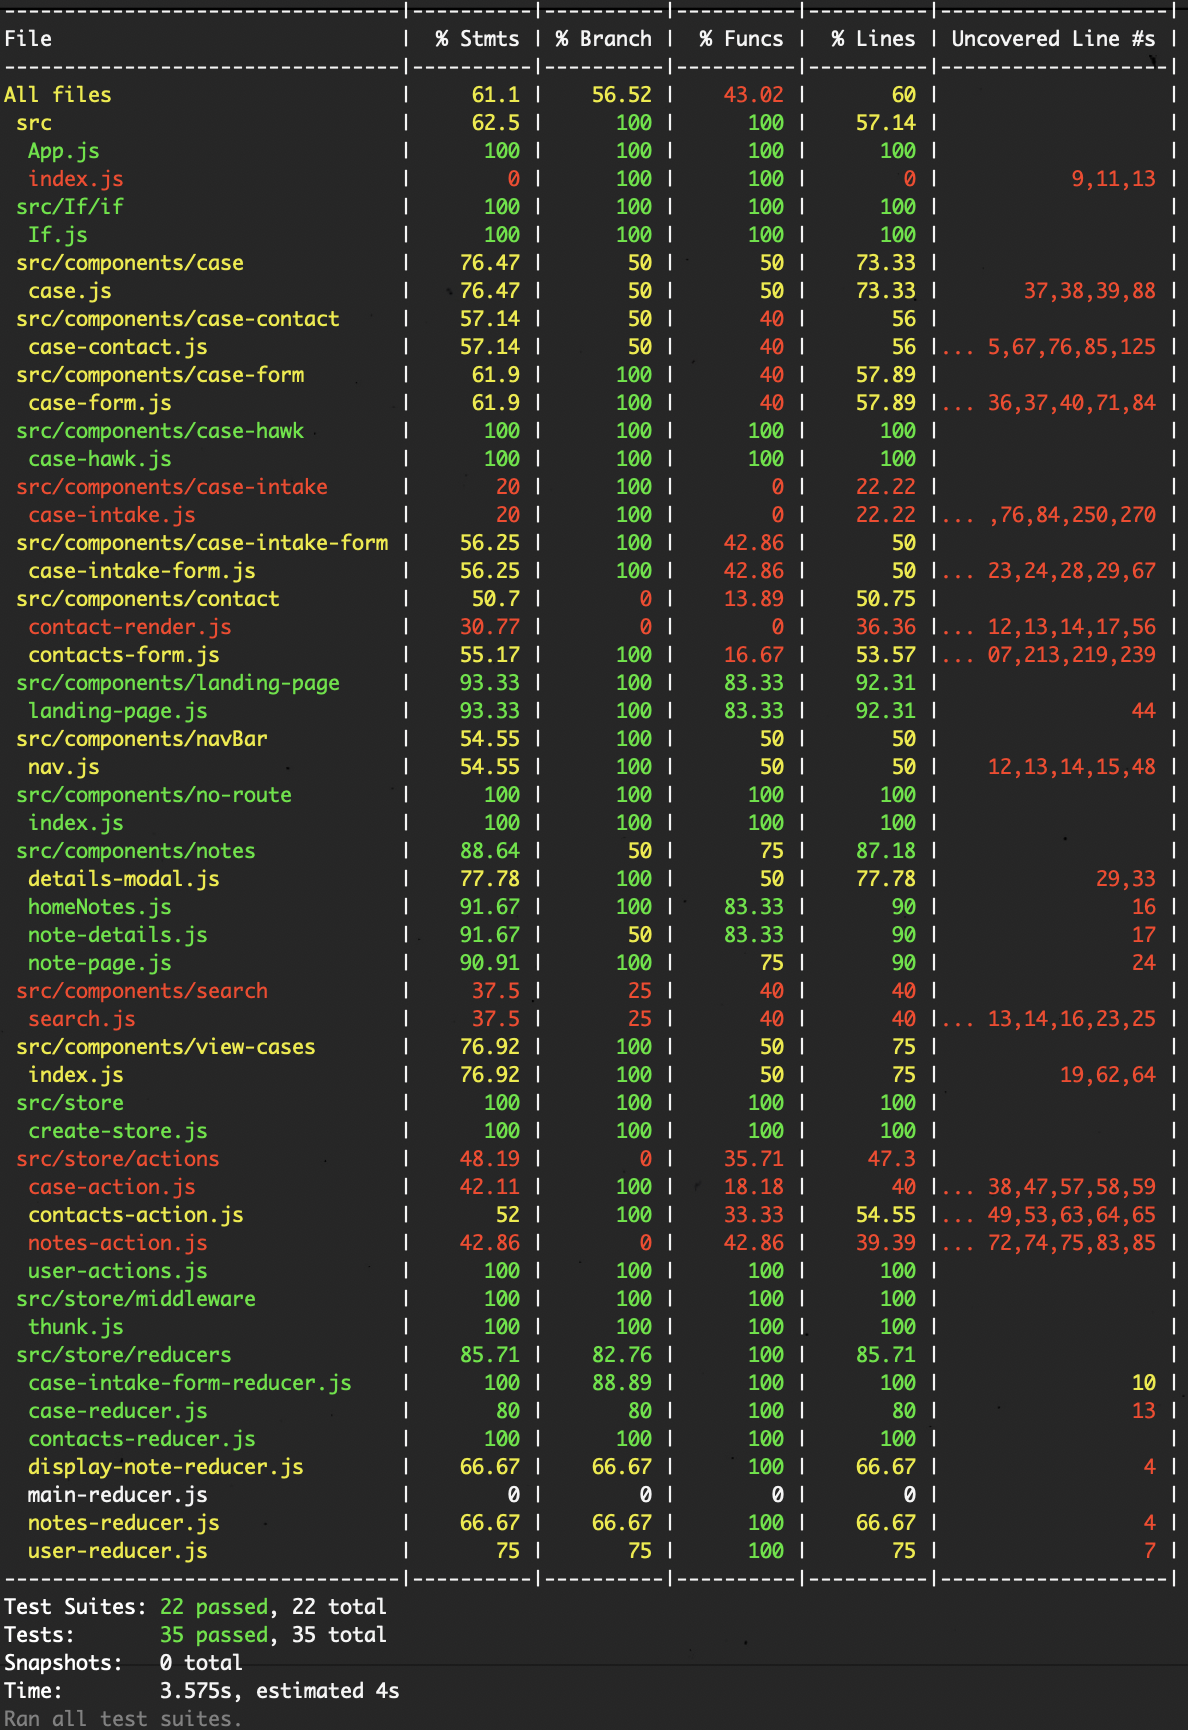 File | % Stmts | % Branch | % Funcs | % Lines | Uncovered Line #s |
All files | 61.1 | 56.52 | 43.02 | 60 | |
src | 62.5 | 100 | 100 | 57.14 | |
App.js | 100 | 100 | 100 | 100 | |
index.js | 0 | 100 | 100 | 0 | 9,11,13 |
src/If/if | 100 | 100 | 100 | 100 | |
If.js | 100 | 100 | 100 | 100 | |
src/components/case | 76.47 | 50 | 50 | 73.33 | |
case.js | 76.47 | 50 | 50 | 73.33 | 37,38,39,88 |
src/components/case-contact | 57.14 | 50 | 40 | 56 | |
case-contact.js | 57.14 | 50 | 40 | 56 |... 5,67,76,85,125 |
src/components/case-form | 61.9 | 100 | 40 | 57.89 | |
case-form.js | 61.9 | 100 | 40 | 57.89 |... 36,37,40,71,84 |
src/components/case-hawk | 100 | 100 | 100 | 100 | |
case-hawk.js | 100 | 100 | 100 | 100 | |
src/components/case-intake | 20 | 100 | 0 | 22.22 | |
case-intake.js | 20 | 100 | 0 | 22.22 |... ,76,84,250,270 |
src/components/case-intake-form | 56.25 | 100 | 42.86 | 50 | |
case-intake-form.js | 56.25 | 100 | 42.86 | 50 |... 23,24,28,29,67 |
src/components/contact | 50.7 | 0 | 13.89 | 50.75 | |
contact-render.js | 30.77 | 0 | 0 | 36.36 |... 12,13,14,17,56 |
contacts-form.js | 55.17 | 100 | 16.67 | 53.57 |... 07,213,219,239 |
src/components/landing-page | 93.33 | 100 | 83.33 | 92.31 | |
landing-page.js | 93.33 | 100 | 83.33 | 92.31 | 44 |
src/components/navBar | 54.55 | 100 | 50 | 50 | |
nav.js | 54.55 | 100 | 50 | 50 | 12,13,14,15,48 |
src/components/no-route | 100 | 100 | 100 | 100 | |
index.js | 100 | 100 | 100 | 100 | |
src/components/notes | 88.64 | 50 | 75 | 87.18 | |
details-modal.js | 77.78 | 100 | 50 | 77.78 | 29,33 |
homeNotes.js | 91.67 | 100 | 83.33 | 90 | 16 |
note-details.js | 91.67 | 50 | 83.33 | 90 | 17 |
note-page.js | 90.91 | 100 | 75 | 90 | 24 |
src/components/search | 37.5 | 25 | 40 | 40 | |
search.js | 37.5 | 25 | 40 | 40 |... 13,14,16,23,25 |
src/components/view-cases | 76.92 | 100 | 50 | 75 | |
index.js | 76.92 | 100 | 50 | 75 | 19,62,64 |
src/store | 100 | 100 | 100 | 100 | |
create-store.js | 100 | 100 | 100 | 100 | |
src/store/actions | 48.19 | 0 | 35.71 | 47.3 | |
case-action.js | 42.11 | 100 | 18.18 | 40 |... 38,47,57,58,59 |
contacts-action.js | 52 | 100 | 33.33 | 54.55 |... 49,53,63,64,65 |
notes-action.js | 42.86 | 0 | 42.86 | 39.39 |... 72,74,75,83,85 |
user-actions.js | 100 | 100 | 100 | 100 | |
src/store/middleware | 100 | 100 | 100 | 100 | |
thunk.js | 100 | 100 | 100 | 100 | |
src/store/reducers | 85.71 | 82.76 | 100 | 85.71 | |
case-intake-form-reducer.js | 100 | 88.89 | 100 | 100 | 10 |
case-reducer.js | 80 | 80 | 100 | 80 | 13 |
contacts-reducer.js | 100 | 100 | 100 | 100 | |
display-note-reducer.js | 66.67 | 66.67 | 100 | 66.67 | 4 |
main-reducer.js | 0 | 0 | 0 | 0 | |
notes-reducer.js | 66.67 | 66.67 | 100 | 66.67 | 4 |
user-reducer.js | 75 | 75 | 100 | 75 | 7 |
Test Suites: 22 passed, 22 total
Tests: 35 passed, 35 total
Snapshots: 0 total
Time: 3.575s, estimated 4s
Ran all test suites.